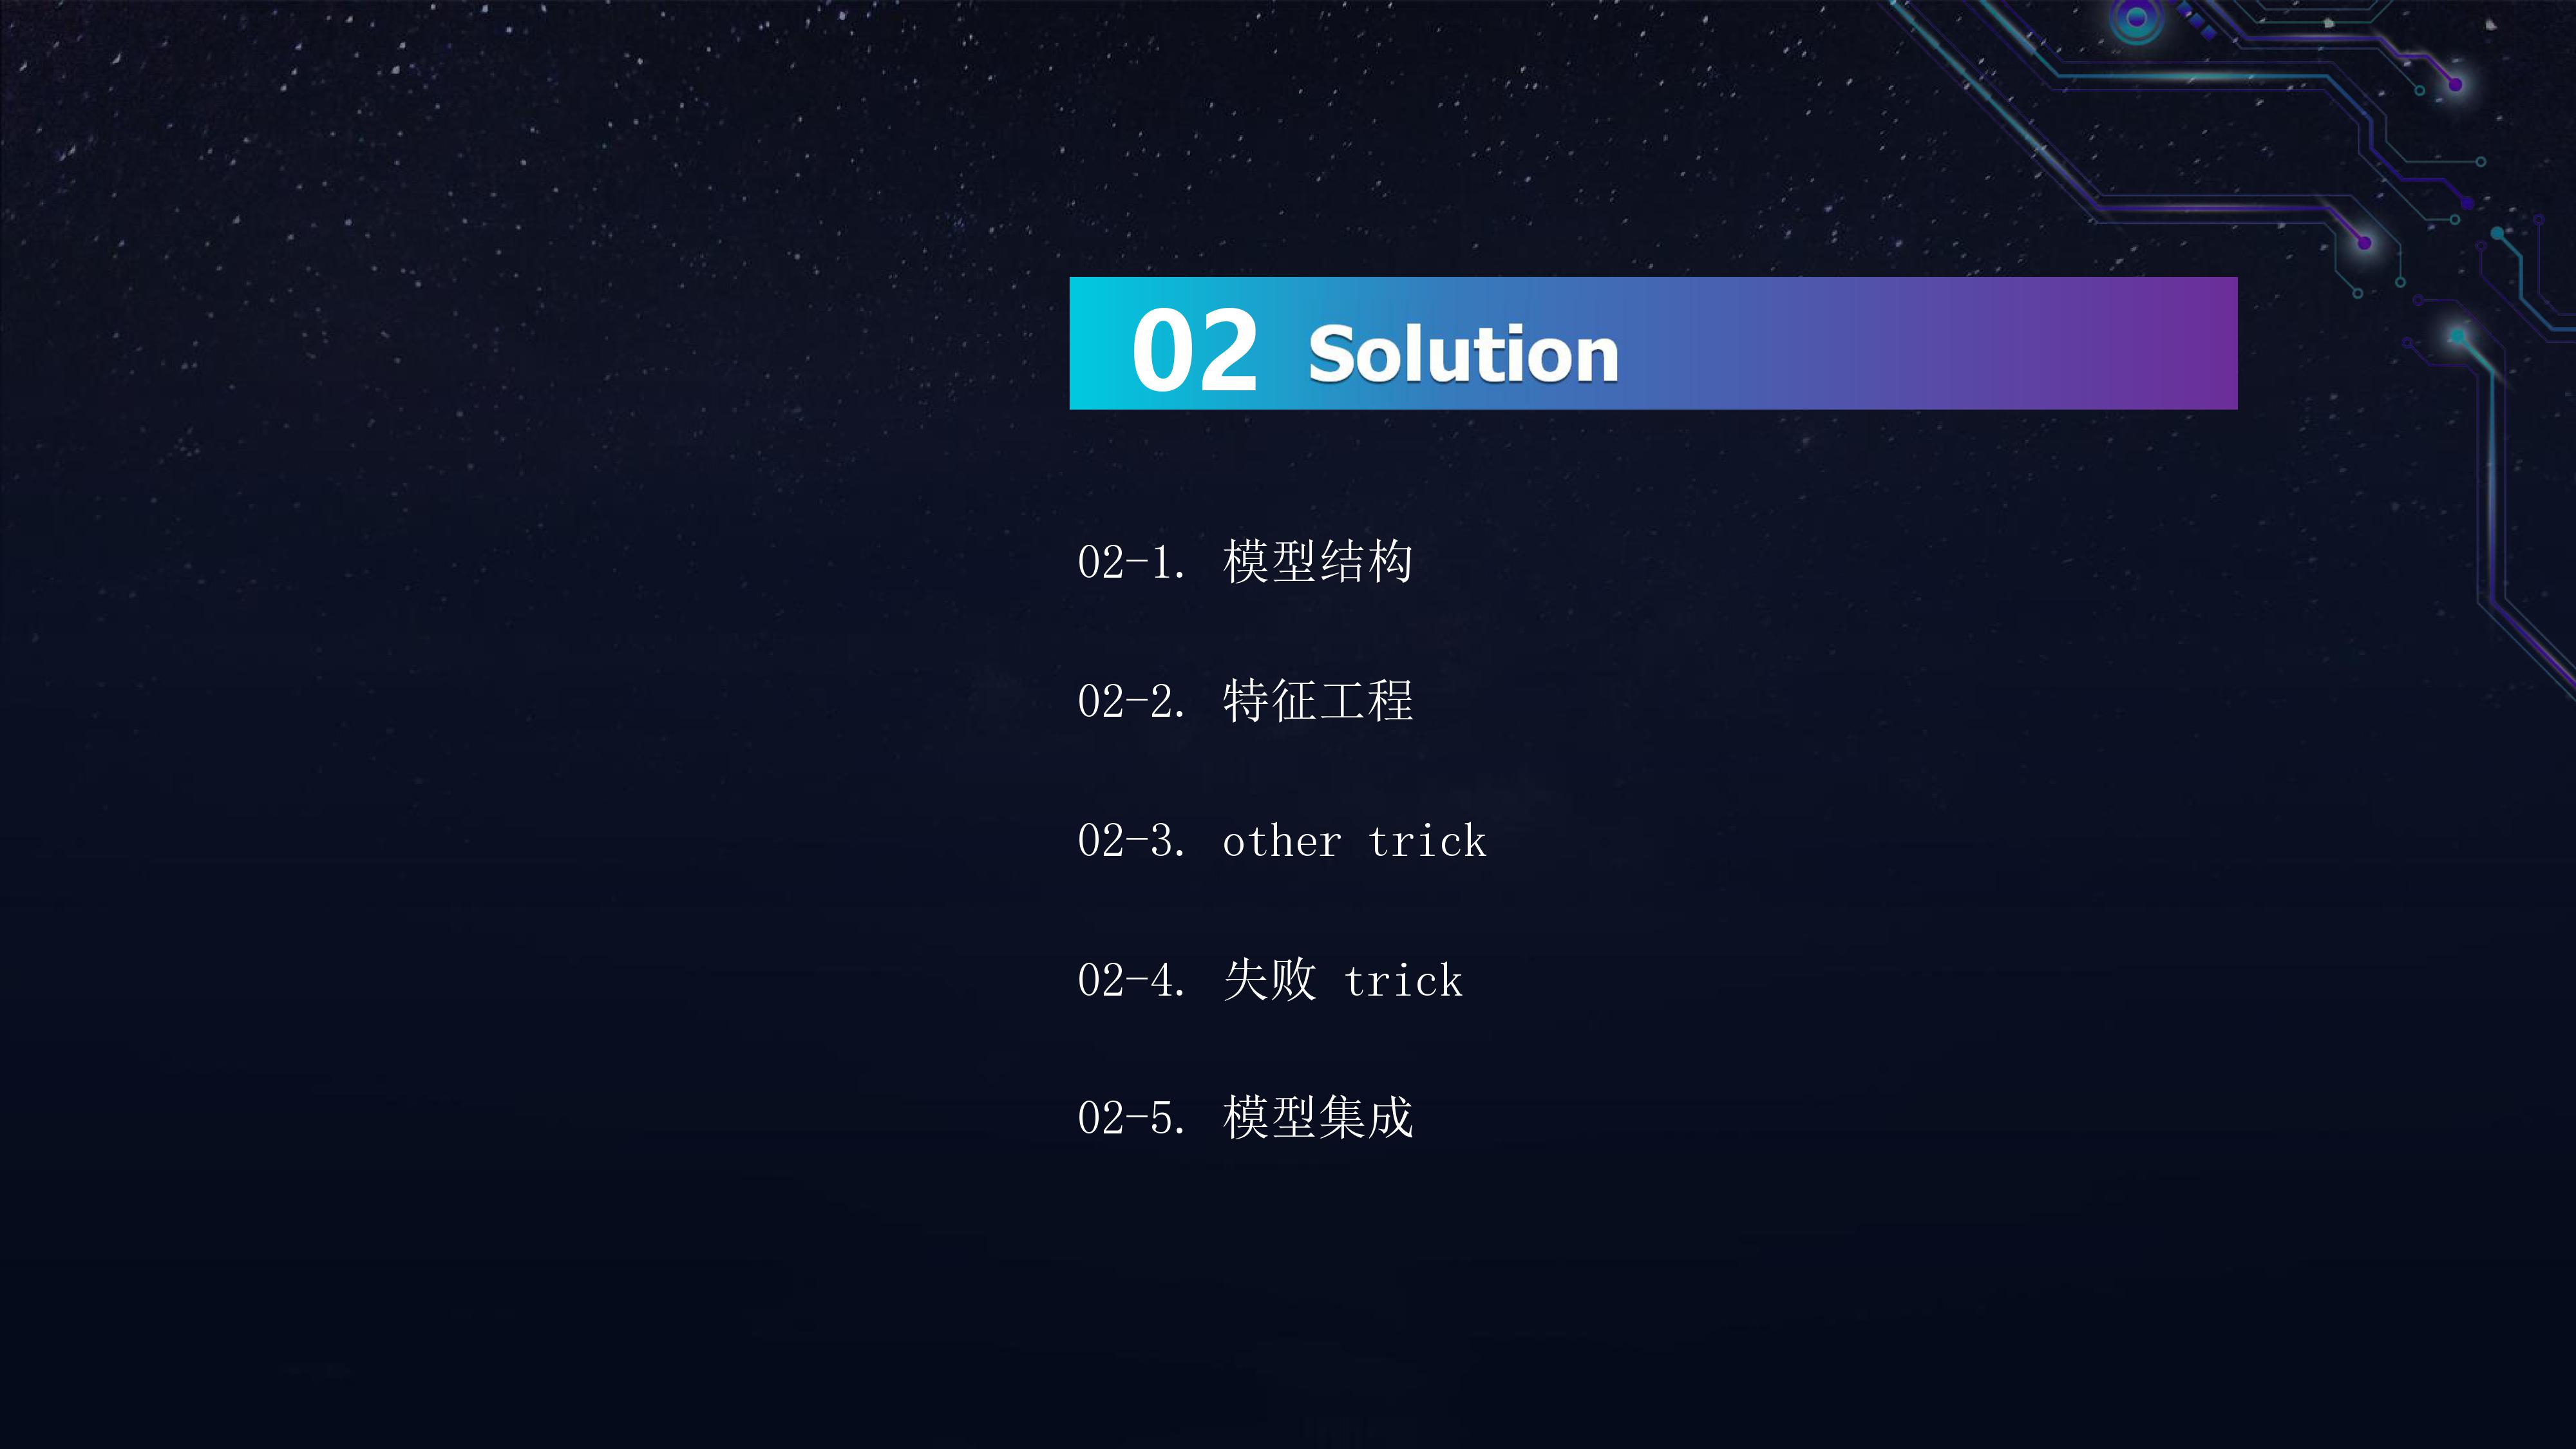 02 Solution
02-1. 模型结构
02-2. 特征工程
02-3. other trick
02-4. 失败 trick
02-5. 模型集成